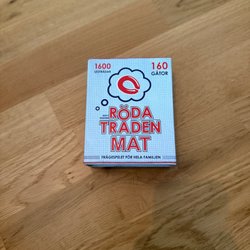 1600
LEDTRÅDAR
160
GÅTOR
RÖDA
TRÅDEN
MAT
FRÅGESPELET FÖR HELA FAMILJEN